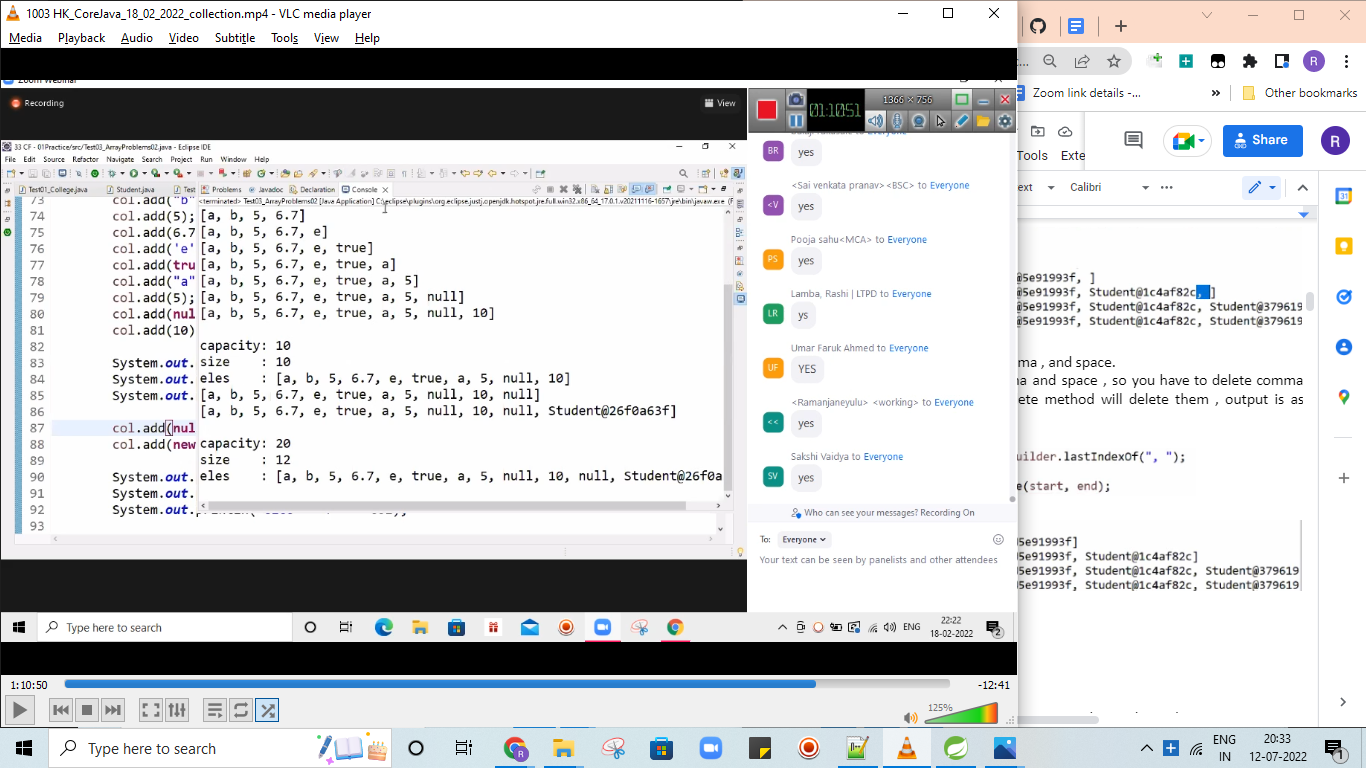 1003 HK_CoreJava_18_02_2022_collection.mp4 - VLC media player
Media Playback Audio Video Subtitle Tools View Help
Zoom Webinar
Recording
View
1366 × 756
01:10:51
33 CF - 01Practice/src/Test03_ArrayProblems02.java - Eclipse IDE
File Edit Source Refactor Navigate Search Project Run Window Help
Test01_College.java Student.java Test Problems Javadoc Declaration Console
<terminated> Test03_ArrayProblems02 [Java Application] C:\eclipse\plugins\org.eclipse.justj.openjdk.hotspot.jre.full.win32.x86_64_17.0.1.v20211116-1657\jre\bin\javaw.exe
73 col.add("b"
74 col.add(5);
75 col.add(6.7
76 col.add('e'
77 col.add(tru
78 col.add("a"
79 col.add(5);
80 col.add(nul
81 col.add(10)
82
83 System.out.
84 System.out.
85 System.out.
86
87 col.add(nul
88 col.add(new
89
90 System.out.
91 System.out.
92 System.out.println(
93
[a, b, 5, 6.7]
[a, b, 5, 6.7, e]
[a, b, 5, 6.7, e, true]
[a, b, 5, 6.7, e, true, a]
[a, b, 5, 6.7, e, true, a, 5]
[a, b, 5, 6.7, e, true, a, 5, null]
[a, b, 5, 6.7, e, true, a, 5, null, 10]
capacity: 10
size : 10
eles : [a, b, 5, 6.7, e, true, a, 5, null, 10]
[a, b, 5, 6.7, e, true, a, 5, null, 10, null]
[a, b, 5, 6.7, e, true, a, 5, null, 10, null, Student@26f0a63f]
capacity: 20
size : 12
eles : [a, b, 5, 6.7, e, true, a, 5, null, 10, null, Student@26f0a
BR
yes
<Sai venkata pranav> <BSC> to Everyone
<V
yes
Pooja sahu<MCA> to Everyone
PS
yes
Lamba, Rashi | LTPD to Everyone
LR
ys
Umar Faruk Ahmed to Everyone
UF
YES
<Ramanjaneyulu> <working> to Everyone
<<
yes
Sakshi Vaidya to Everyone
SV
yes
Who can see your messages? Recording On
To: Everyone
Your text can be seen by panelists and other attendees
Type here to search
ENG
22:22
18-02-2022
2
1:10:50
-12:41
125%
R
Zoom link details -...
»
Other bookmarks
Share
R
Tools Exte
ext
Calibri
@5e91993f, ]
@5e91993f, Student@1c4af82c, ]
@5e91993f, Student@1c4af82c, Student@379619
@5e91993f, Student@1c4af82c, Student@379619
ma , and space.
na and space , so you have to delete comma
ete method will delete them , output is as
uilder.lastIndexOf(", ");
e(start, end);
5e91993f]
@5e91993f, Student@1c4af82c]
@5e91993f, Student@1c4af82c, Student@379619
@5e91993f, Student@1c4af82c, Student@379619
Type here to search
ENG
IN
20:33
12-07-2022
1